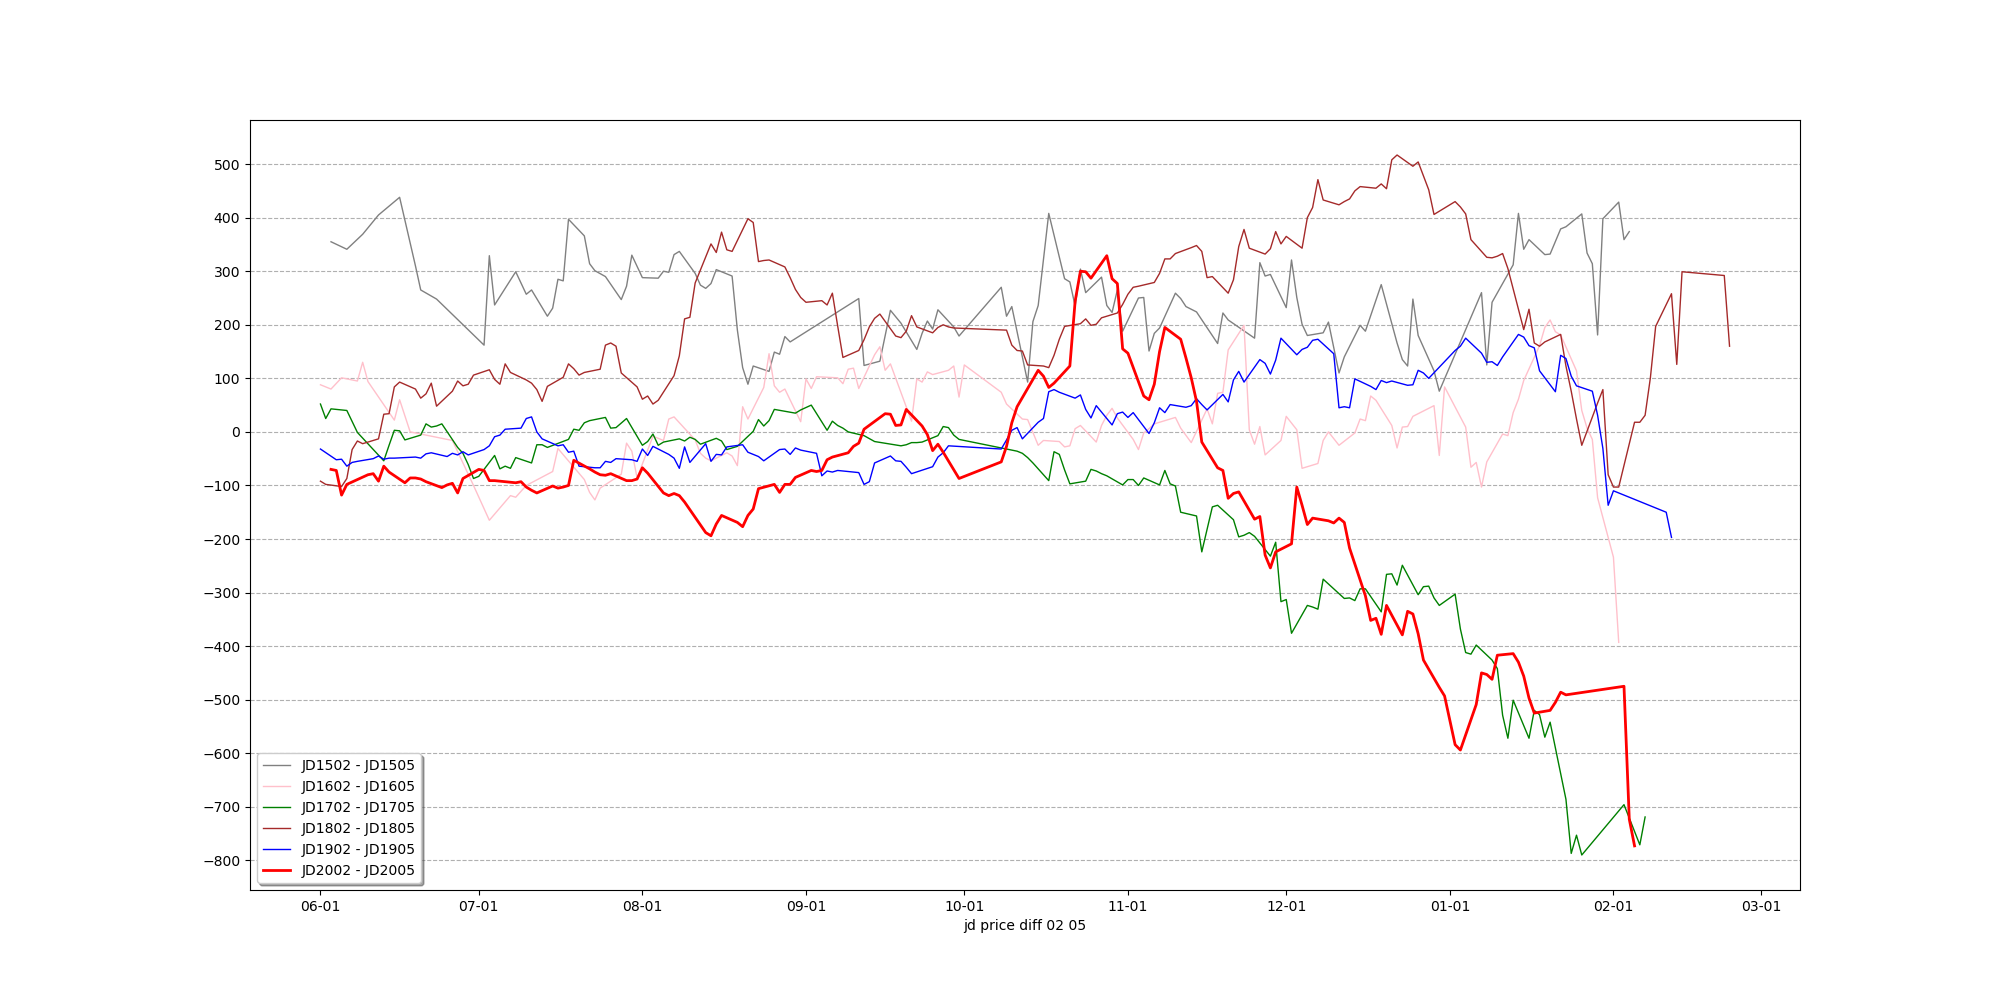 500
400
300
200
100
0
−100
−200
−300
−400
−500
−600
−700
−800
JD1502 - JD1505
JD1602 - JD1605
JD1702 - JD1705
JD1802 - JD1805
JD1902 - JD1905
JD2002 - JD2005
06-01 07-01 08-01 09-01 10-01 11-01 12-01 01-01 02-01 03-01
jd price diff 02 05